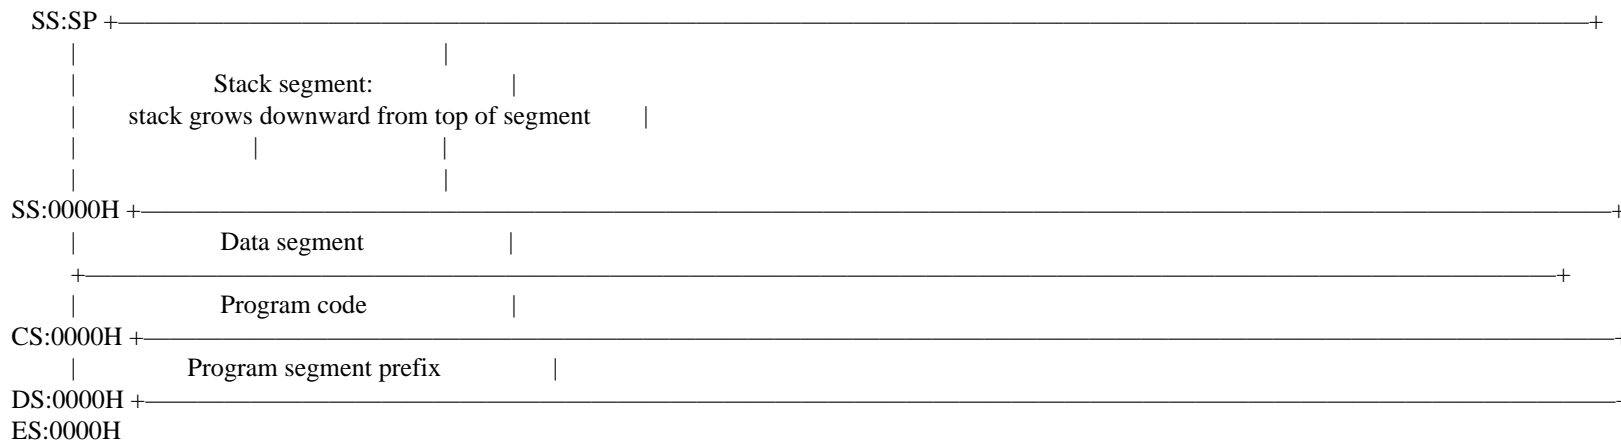 SS:SP +————————————————————————————————————————————————————————+
| |
| Stack segment: |
| stack grows downward from top of segment |
| | |
| |
SS:0000H +————————————————————————————————————————————————————————+
| Data segment |
+————————————————————————————————————————————————————————+
| Program code |
CS:0000H +————————————————————————————————————————————————————————+
| Program segment prefix |
DS:0000H +————————————————————————————————————————————————————————+
ES:0000H